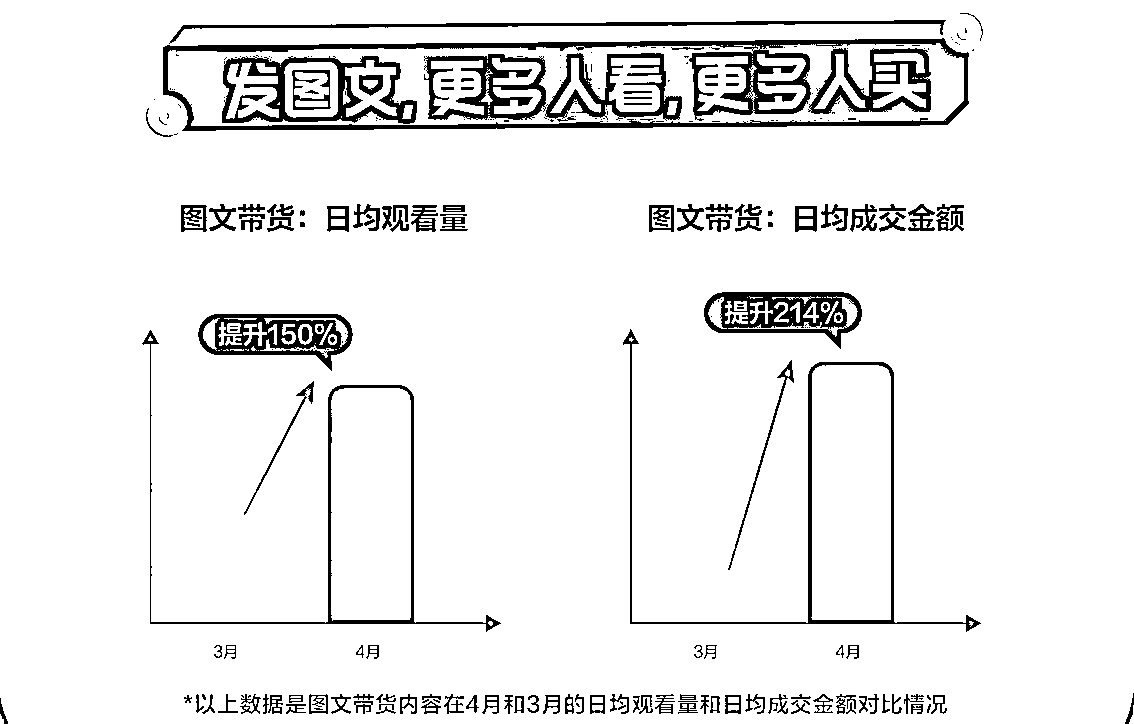 发图文,更多人看,更多人买
图文带货：日均观看量
图文带货：日均成交金额
提升150%
提升214%
3月
4月
3月
4月
*以上数据是图文带货内容在4月和3月的日均观看量和日均成交金额对比情况